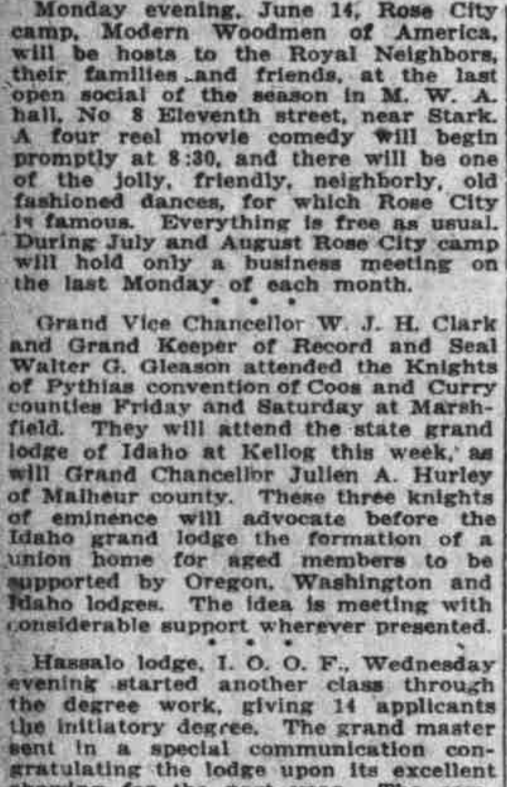 Monday evening, June 14, Rose City
camp, Modern Woodmen of America,
will be hosts to the Royal Neighbors,
their families and friends, at the last
open social of the season in M. W. A.
hall, No 8 Eleventh street, near Stark.
A four reel movie comedy will begin
promptly at 8:30, and there will be one
of the jolly, friendly, neighborly, old
fashioned dances, for which Rose City
is famous. Everything is free as usual.
During July and August Rose City camp
will hold only a business meeting on
the last Monday of each month.
* * *
Grand Vice Chancellor W. J. H. Clark
and Grand Keeper of Record and Seal
Walter G. Gleason attended the Knights
of Pythias convention of Coos and Curry
counties Friday and Saturday at Marsh-
field. They will attend the state grand
lodge of Idaho at Kellog this week, as
will Grand Chancellor Julien A. Hurley
of Malheur county. These three knights
of eminence will advocate before the
Idaho grand lodge the formation of a
union home for aged members to be
supported by Oregon, Washington and
Idaho lodges. The idea is meeting with
considerable support wherever presented.
* * *
Hassalo lodge, I. O. O. F., Wednesday
evening started another class through
the degree work, giving 14 applicants
the initiatory degree. The grand master
sent in a special communication con-
gratulating the lodge upon its excellent